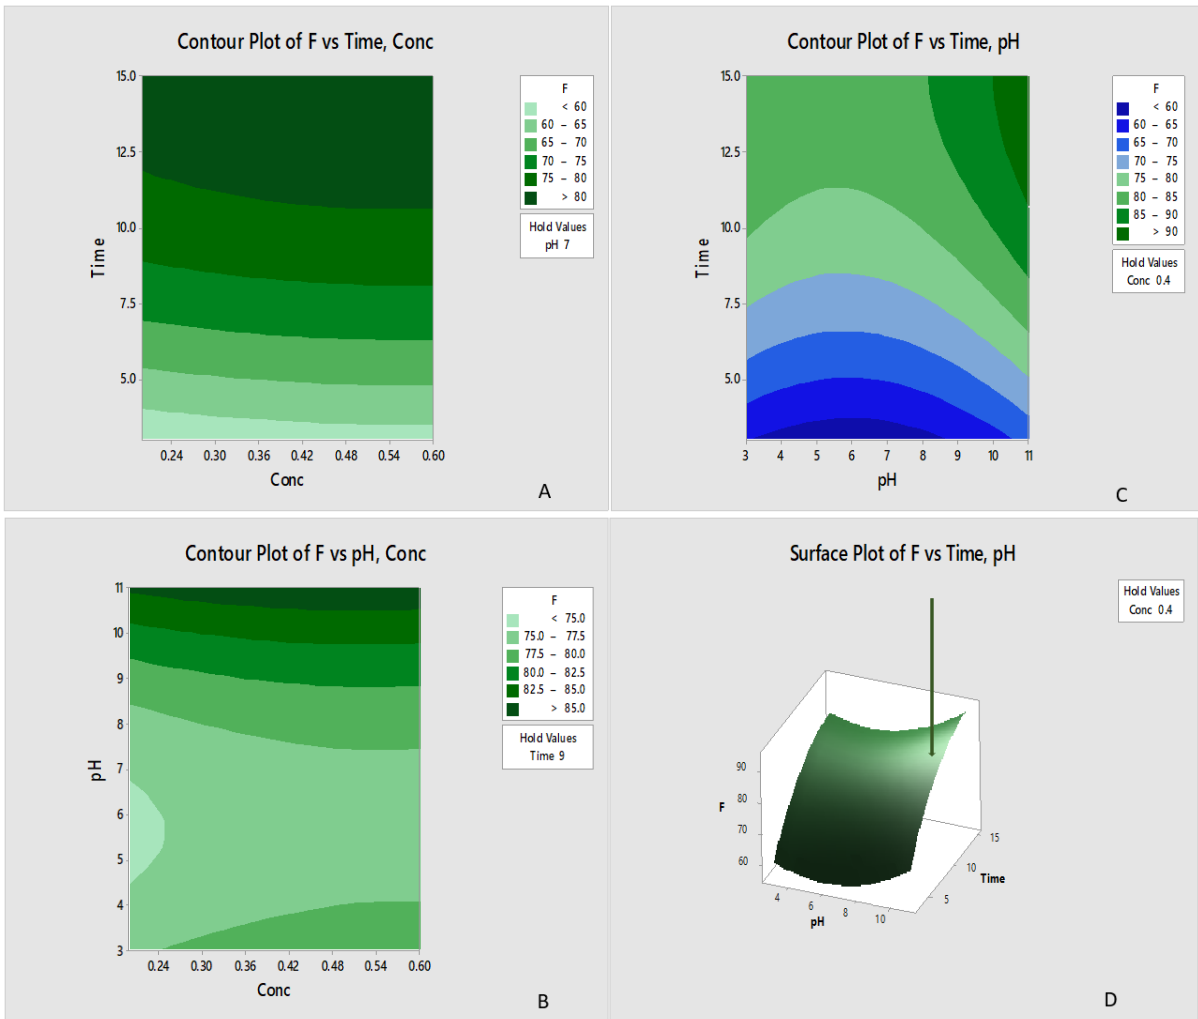 Contour Plot of F vs Time, Conc
15.0
12.5
10.0
7.5
5.0
Time
0.24 0.30 0.36 0.42 0.48 0.54 0.60
Conc
F
< 60
60 – 65
65 – 70
70 – 75
75 – 80
> 80
Hold Values
pH 7
A
Contour Plot of F vs Time, pH
15.0
12.5
10.0
7.5
5.0
Time
3 4 5 6 7 8 9 10 11
pH
F
< 60
60 – 65
65 – 70
70 – 75
75 – 80
80 – 85
85 – 90
> 90
Hold Values
Conc 0.4
C
Contour Plot of F vs pH, Conc
11
10
9
8
7
6
5
4
3
pH
0.24 0.30 0.36 0.42 0.48 0.54 0.60
Conc
F
< 75.0
75.0 – 77.5
77.5 – 80.0
80.0 – 82.5
82.5 – 85.0
> 85.0
Hold Values
Time 9
B
Surface Plot of F vs Time, pH
Hold Values
Conc 0.4
90
80
70
60
F
4 6 8 10
pH
5
10
15
Time
D